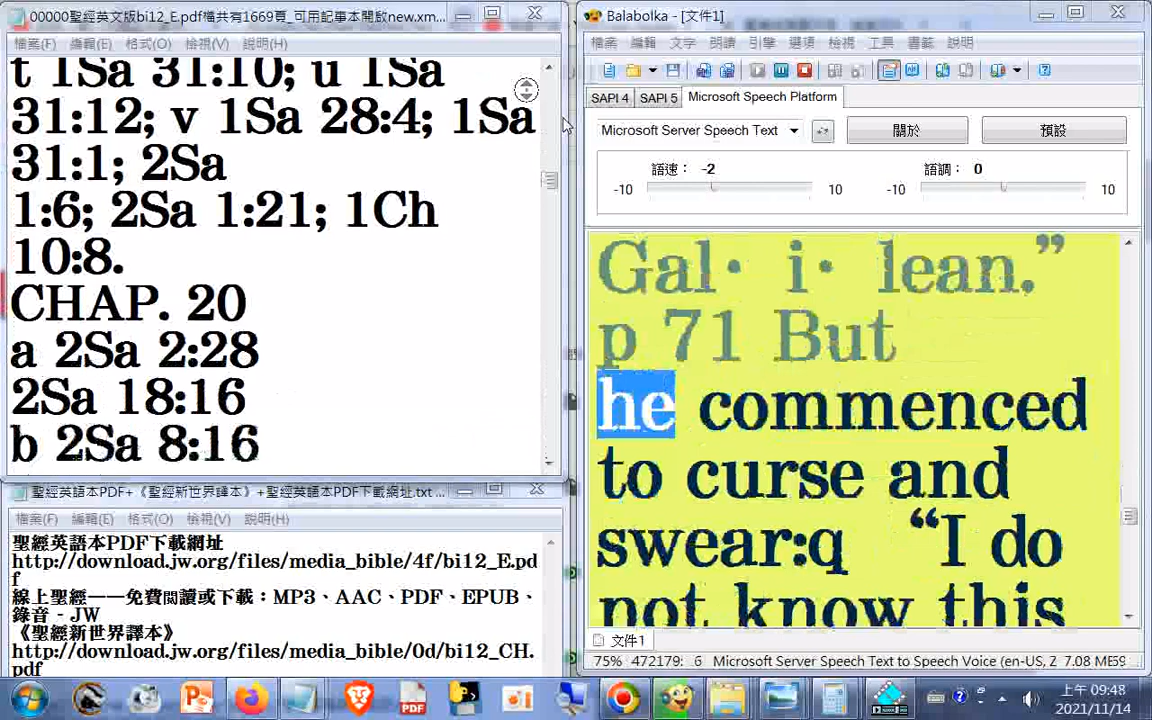 00000聖經英文版bi12_E.pdf檔共有1669頁_可用記事本開啟new.xm...
檔案(F) 編輯(E) 格式(O) 檢視(V) 說明(H)
t 1Sa 31:10; u 1Sa
31:12; v 1Sa 28:4; 1Sa
31:1; 2Sa
1:6; 2Sa 1:21; 1Ch
10:8.
CHAP. 20
a 2Sa 2:28
2Sa 18:16
b 2Sa 8:16
聖經英語本PDF+《聖經新世界譯本》+聖經英語本PDF下載網址.txt ...
檔案(F) 編輯(E) 格式(O) 檢視(V) 說明(H)
聖經英語本PDF下載網址
http://download.jw.org/files/media_bible/4f/bi12_E.pd
f
線上聖經——免費閱讀或下載：MP3、AAC、PDF、EPUB、
錄音 - JW
《聖經新世界譯本》
http://download.jw.org/files/media_bible/0d/bi12_CH.
pdf
Balabolka - [文件1]
檔案 編輯 文字 朗讀 引擎 選項 檢視 工具 書籤 說明
SAPI 4 SAPI 5 Microsoft Speech Platform
Microsoft Server Speech Text 關於 預設
語速： -2 語調： 0
-10 10 -10 10
Gal· i· lean.”
p 71 But
he commenced
to curse and
swear:q “I do
not know this
文件1
75% 472179: 6 Microsoft Server Speech Text to Speech Voice (en-US, Z 7.08 ME59
上午 09:48
2021/11/14